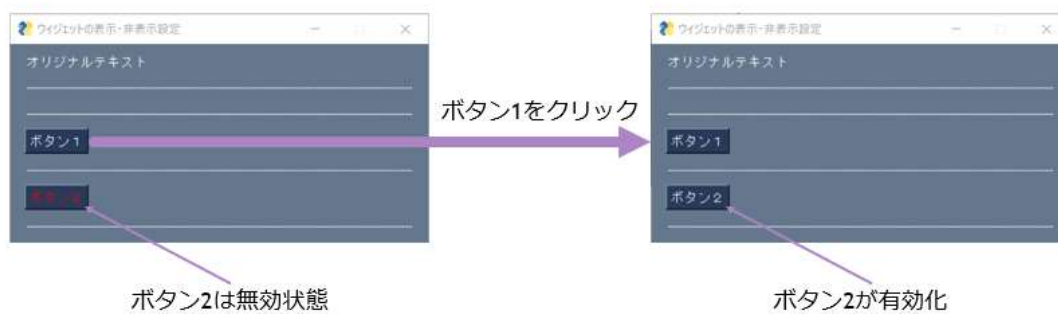 ウィジェットの表示・非表示設定
オリジナルテキスト
ボタン1
ボタン1をクリック
ウィジェットの表示・非表示設定
オリジナルテキスト
ボタン1
ボタン2
ボタン2は無効状態
ボタン2が有効化